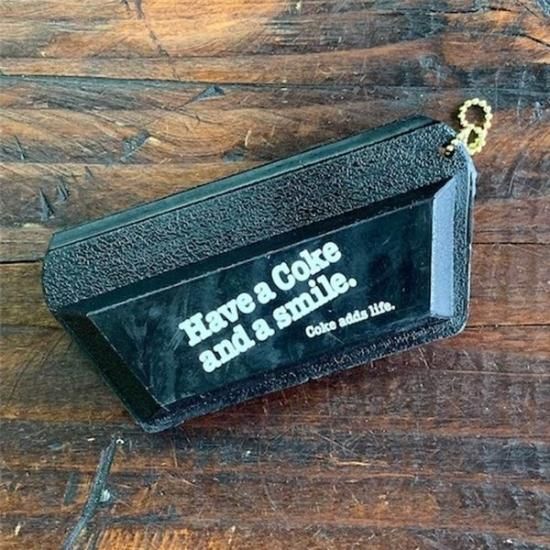 Have a Coke
and a smile.
Coke adds life.